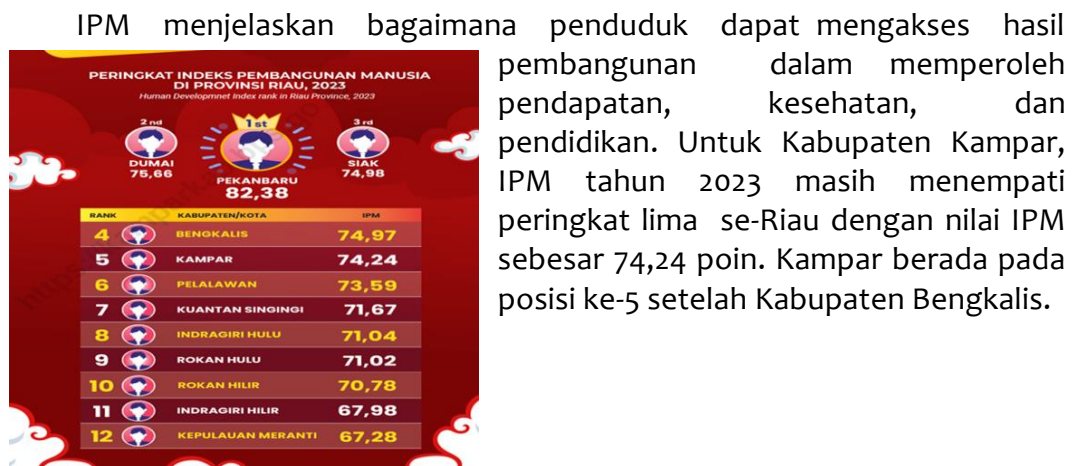 IPM menjelaskan bagaimana penduduk dapat mengakses hasil
pembangunan dalam memperoleh
pendapatan, kesehatan, dan
pendidikan. Untuk Kabupaten Kampar,
IPM tahun 2023 masih menempati
peringkat lima se-Riau dengan nilai IPM
sebesar 74,24 poin. Kampar berada pada
posisi ke-5 setelah Kabupaten Bengkalis.
PERINGKAT INDEKS PEMBANGUNAN MANUSIA
DI PROVINSI RIAU, 2023
Human Developmnet Index rank in Riau Province, 2023
2 nd 1 st 3 rd
DUMAI
75,66
PEKANBARU
82,38
SIAK
74,98
RANK KABUPATEN/KOTA IPM
4 BENGKALIS 74,97
5 KAMPAR 74,24
6 PELALAWAN 73,59
7 KUANTAN SINGINGI 71,67
8 INDRAGIRI HULU 71,04
9 ROKAN HULU 71,02
10 ROKAN HILIR 70,78
11 INDRAGIRI HILIR 67,98
12 KEPULAUAN MERANTI 67,28